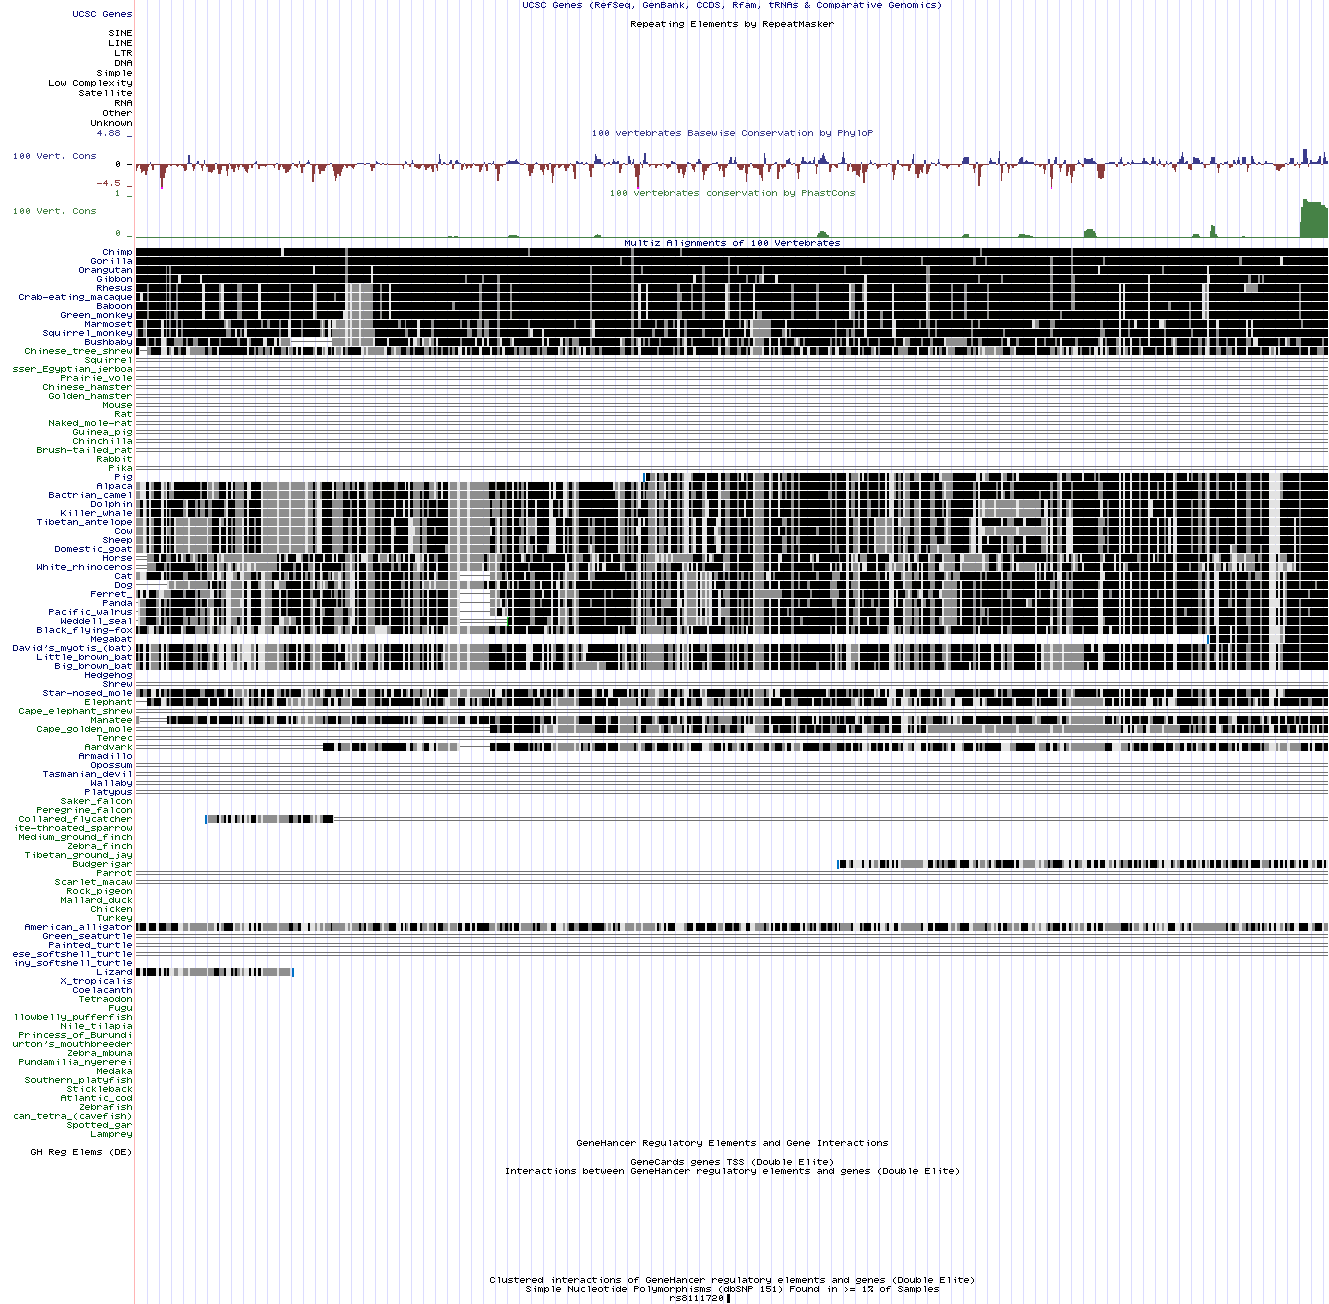 UCSC Genes (RefSeq, GenBank, CCDS, Rfam, tRNAs & Comparative Genomics)
UCSC Genes
Repeating Elements by RepeatMasker
SINE
LINE
LTR
DNA
Simple
Low Complexity
Satellite
RNA
Other
Unknown
4.88 _
100 vertebrates Basewise Conservation by PhyloP
100 Vert. Cons
0 -
-4.5 _
100 vertebrates conservation by PhastCons
1 _
100 Vert. Cons
0 _
Multiz Alignments of 100 Vertebrates
Chimp
Gorilla
Orangutan
Gibbon
Rhesus
Crab-eating_macaque
Baboon
Green_monkey
Marmoset
Squirrel_monkey
Bushbaby
Chinese_tree_shrew
Squirrel
sser_Egyptian_jerboa
Prairie_vole
Chinese_hamster
Golden_hamster
Mouse
Rat
Naked_mole-rat
Guinea_pig
Chinchilla
Brush-tailed_rat
Rabbit
Pika
Pig
Alpaca
Bactrian_camel
Dolphin
Killer_whale
Tibetan_antelope
Cow
Sheep
Domestic_goat
Horse
White_rhinoceros
Cat
Dog
Ferret_
Panda
Pacific_walrus
Weddell_seal
Black_flying-fox
Megabat
David's_myotis_(bat)
Little_brown_bat
Big_brown_bat
Hedgehog
Shrew
Star-nosed_mole
Elephant
Cape_elephant_shrew
Manatee
Cape_golden_mole
Tenrec
Aardvark
Armadillo
Opossum
Tasmanian_devil
Wallaby
Platypus
Saker_falcon
Peregrine_falcon
Collared_flycatcher
ite-throated_sparrow
Medium_ground_finch
Zebra_finch
Tibetan_ground_jay
Budgerigar
Parrot
Scarlet_macaw
Rock_pigeon
Mallard_duck
Chicken
Turkey
American_alligator
Green_seaturtle
Painted_turtle
ese_softshell_turtle
iny_softshell_turtle
Lizard
X_tropicalis
Coelacanth
Tetraodon
Fugu
llowbelly_pufferfish
Nile_tilapia
Princess_of_Burundi
urton's_mouthbreeder
Zebra_mbuna
Pundamilia_nyererei
Medaka
Southern_platyfish
Stickleback
Atlantic_cod
Zebrafish
can_tetra_(cavefish)
Spotted_gar
Lamprey
GeneHancer Regulatory Elements and Gene Interactions
GH Reg Elems (DE)
GeneCards genes TSS (Double Elite)
Interactions between GeneHancer regulatory elements and genes (Double Elite)
Clustered interactions of GeneHancer regulatory elements and genes (Double Elite)
Simple Nucleotide Polymorphisms (dbSNP 151) Found in >= 1% of Samples
rs8111720